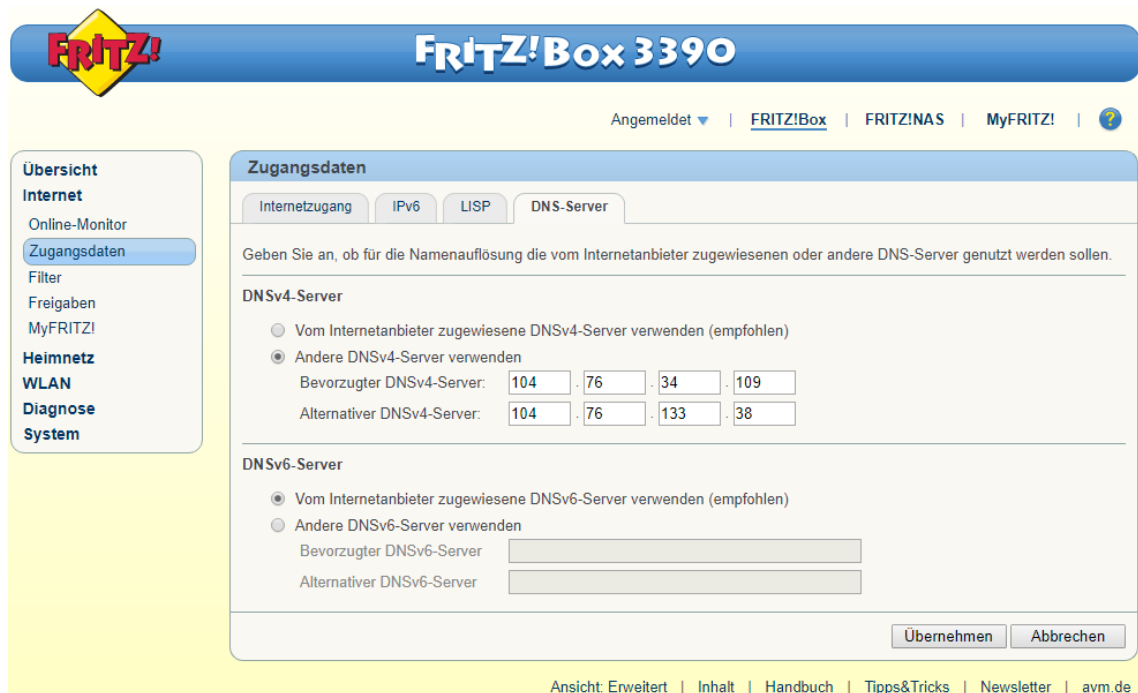 FRITZ!
FRITZ!Box 3390
Angemeldet | FRITZ!Box | FRITZ!NAS | MyFRITZ! | ?
Übersicht
Internet
Online-Monitor
Zugangsdaten
Filter
Freigaben
MyFRITZ!
Heimnetz
WLAN
Diagnose
System
Zugangsdaten
Internetzugang IPv6 LISP DNS-Server
Geben Sie an, ob für die Namenauflösung die vom Internetanbieter zugewiesenen oder andere DNS-Server genutzt werden sollen.
DNSv4-Server
Vom Internetanbieter zugewiesene DNSv4-Server verwenden (empfohlen)
Andere DNSv4-Server verwenden
Bevorzugter DNSv4-Server: 104 . 76 . 34 . 109
Alternativer DNSv4-Server: 104 . 76 . 133 . 38
DNSv6-Server
Vom Internetanbieter zugewiesene DNSv6-Server verwenden (empfohlen)
Andere DNSv6-Server verwenden
Bevorzugter DNSv6-Server
Alternativer DNSv6-Server
Übernehmen Abbrechen
Ansicht: Erweitert | Inhalt | Handbuch | Tipps&Tricks | Newsletter | avm.de